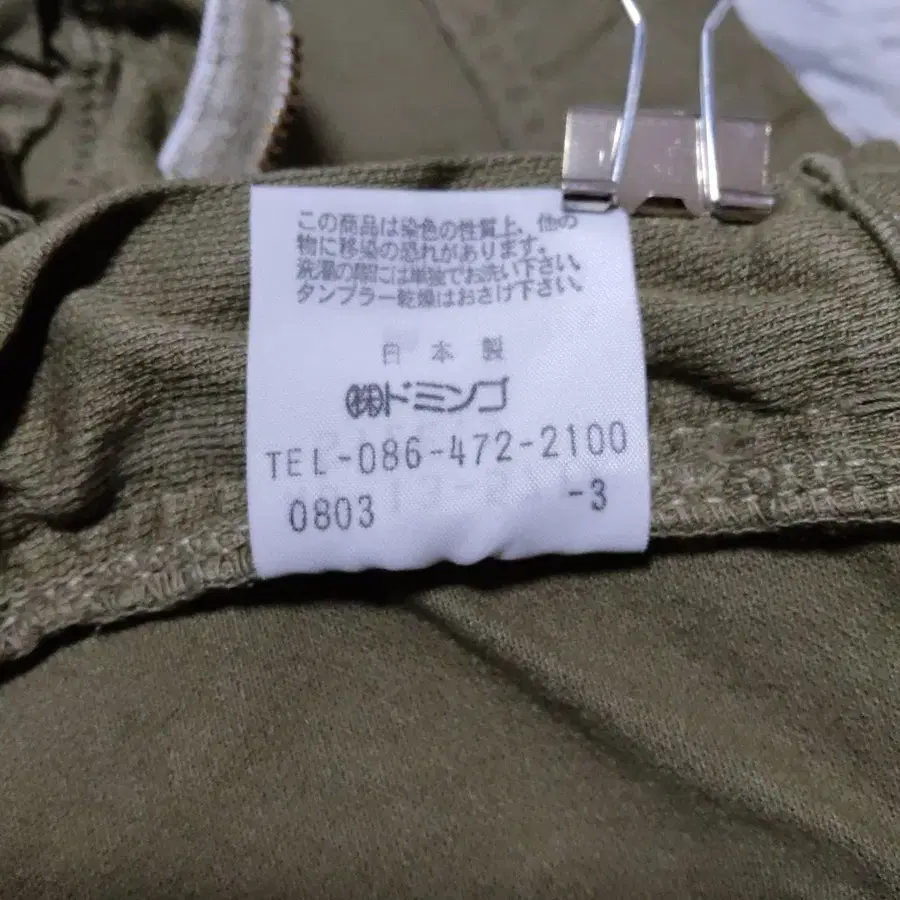 この商品は染色の性質上、他の
物に移染の恐れがあります。
洗濯の際には単独でお洗い下さい。
タンブラー乾燥はおさけ下さい。
日本製
㈱ドミンゴ
TEL-086-472-2100
0803 -3